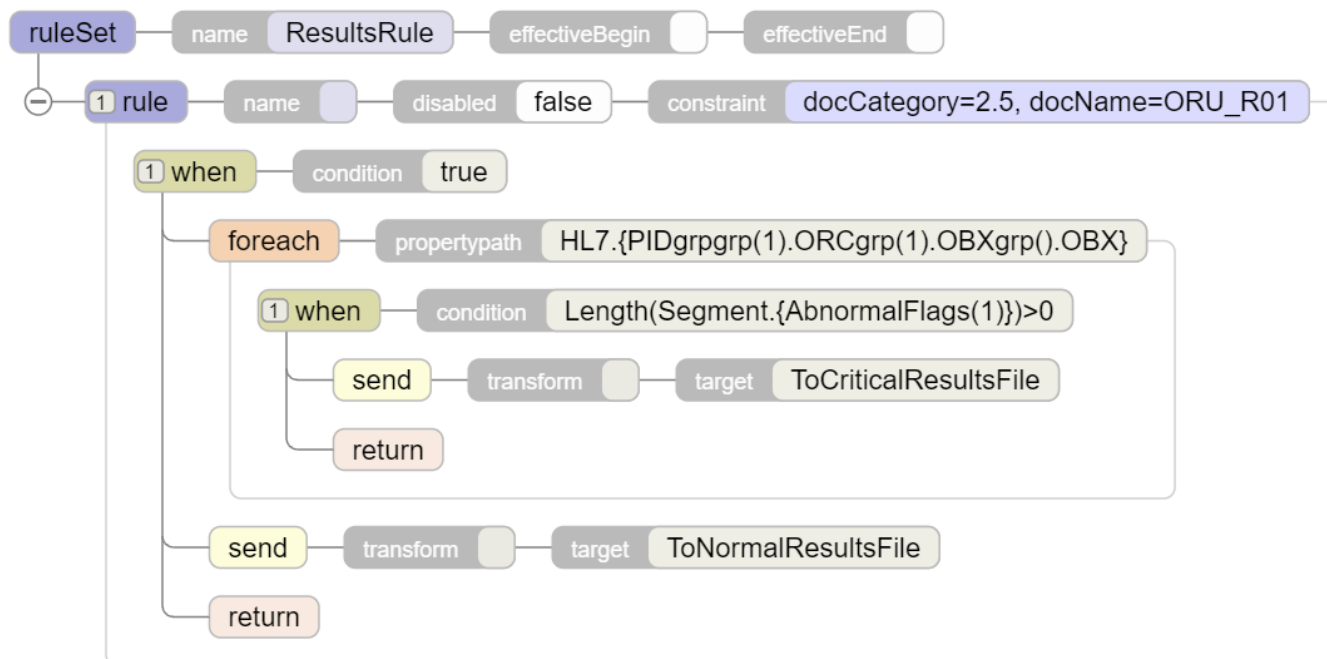 ruleSet name ResultsRule effectiveBegin effectiveEnd
1 rule name disabled false constraint docCategory=2.5, docName=ORU_R01
1 when condition true
foreach propertypath HL7.{PIDgrpgrp(1).ORCgrp(1).OBXgrp().OBX}
1 when condition Length(Segment.{AbnormalFlags(1)})>0
send transform target ToCriticalResultsFile
return
send transform target ToNormalResultsFile
return